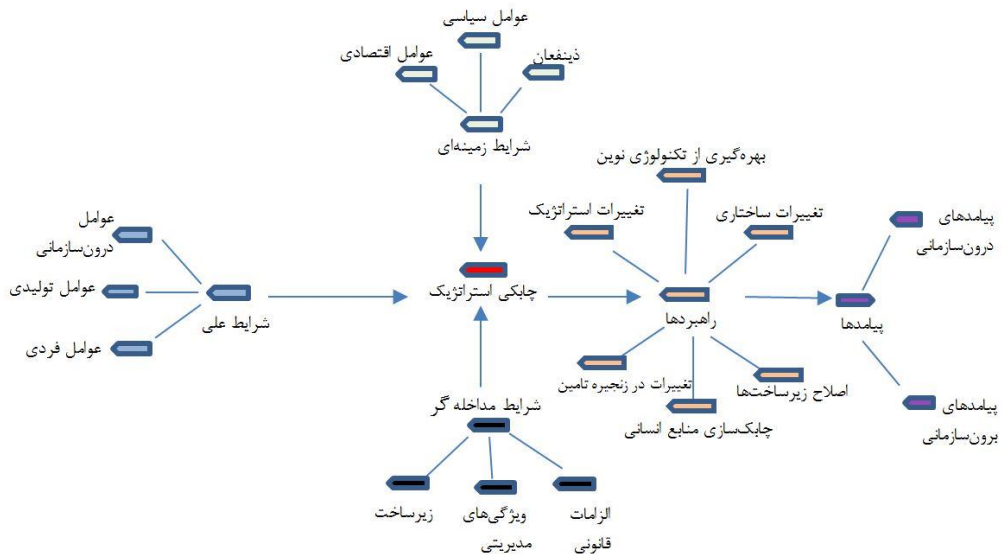 عوامل سیاسی
عوامل اقتصادی
ذینفعان
شرایط زمینه‌ای
بهره‌گیری از تکنولوژی نوین
تغییرات استراتژیک
تغییرات ساختاری
پیامدهای
درون‌سازمانی
عوامل
درون‌سازمانی
عوامل تولیدی
شرایط علی
عوامل فردی
چابکی استراتژیک
راهبردها
پیامدها
تغییرات در زنجیره تامین
اصلاح زیرساخت‌ها
چابک‌سازی منابع انسانی
پیامدهای
برون‌سازمانی
شرایط مداخله گر
زیرساخت
ویژگی‌های
مدیریتی
الزامات
قانونی